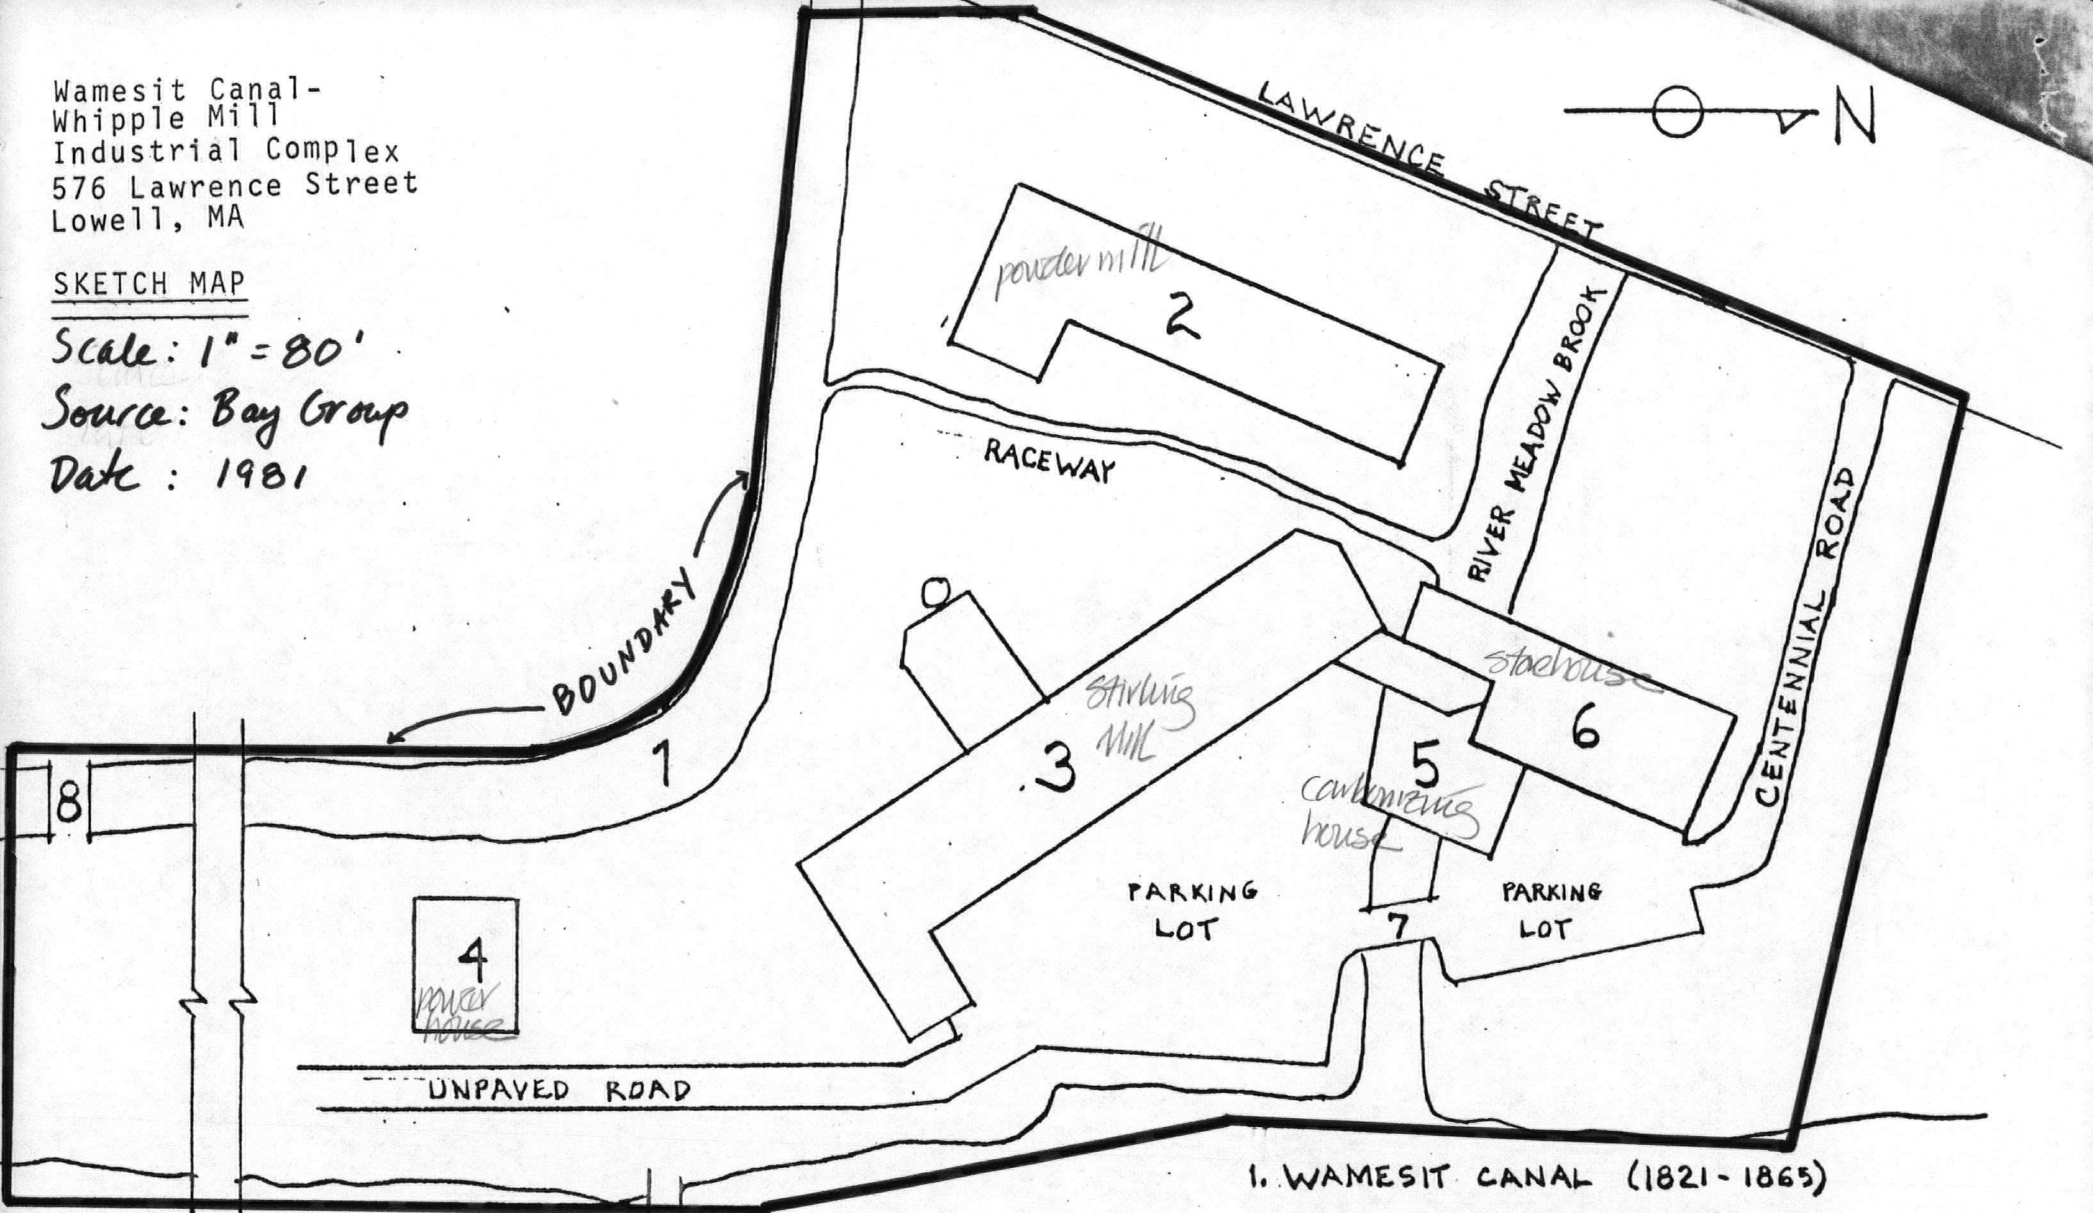 Wamesit Canal-
Whipple Mill
Industrial Complex
576 Lawrence Street
Lowell, MA
SKETCH MAP
Scale: 1" = 80'
Source: Bay Group
Date : 1981
LAWRENCE STREET
N
powder mill
2
RIVER MEADOW BROOK
RACEWAY
CENTENNIAL ROAD
BOUNDARY
1
8
Stirling
Mill
3
storehouse
6
5
carbonizing
house
4
power
house
PARKING
LOT
7
PARKING
LOT
UNPAVED ROAD
1. WAMESIT CANAL (1821-1865)